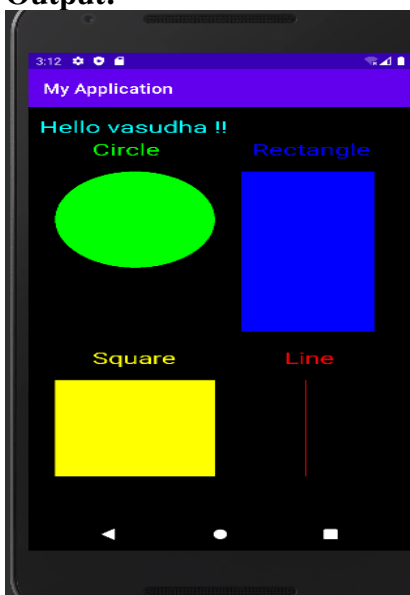 Output:
3:12
My Application
Hello vasudha !!
Circle Rectangle
Square Line